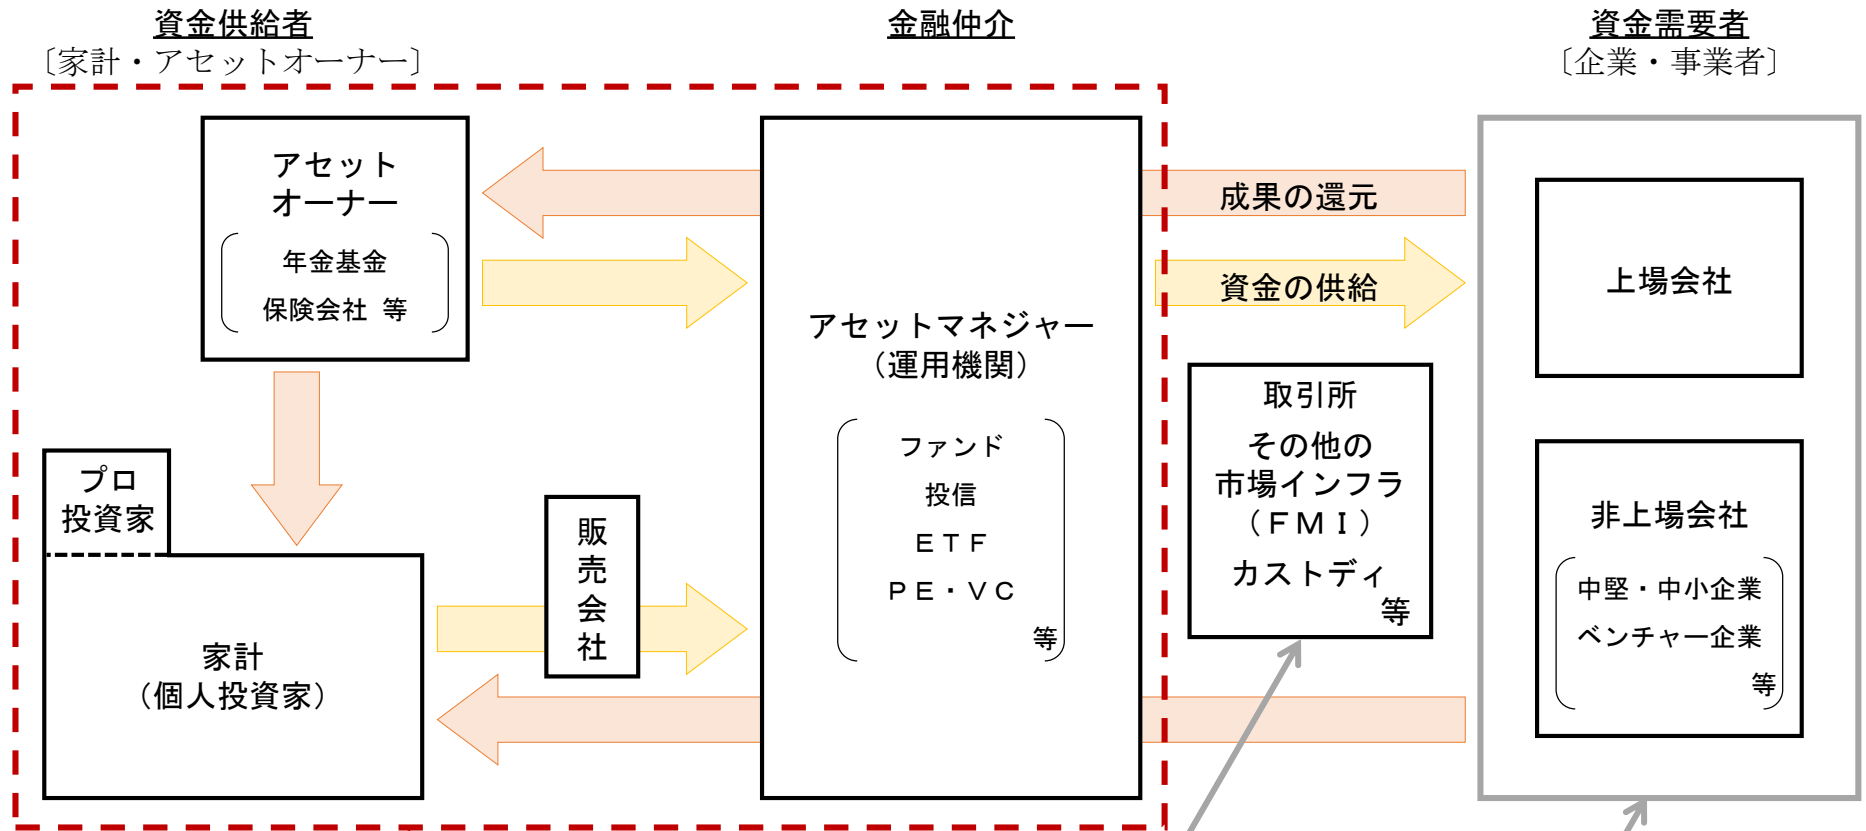 資金供給者
〔家計・アセットオーナー〕
金融仲介
資金需要者
〔企業・事業者〕
アセット
オーナー
年金基金
保険会社 等
プロ
投資家
家計
（個人投資家）
販売会社
アセットマネジャー
（運用機関）
ファンド
投信
ＥＴＦ
ＰＥ・ＶＣ
等
成果の還元
資金の供給
取引所
その他の
市場インフラ
（ＦＭＩ）
カストディ
等
上場会社
非上場会社
中堅・中小企業
ベンチャー企業
等